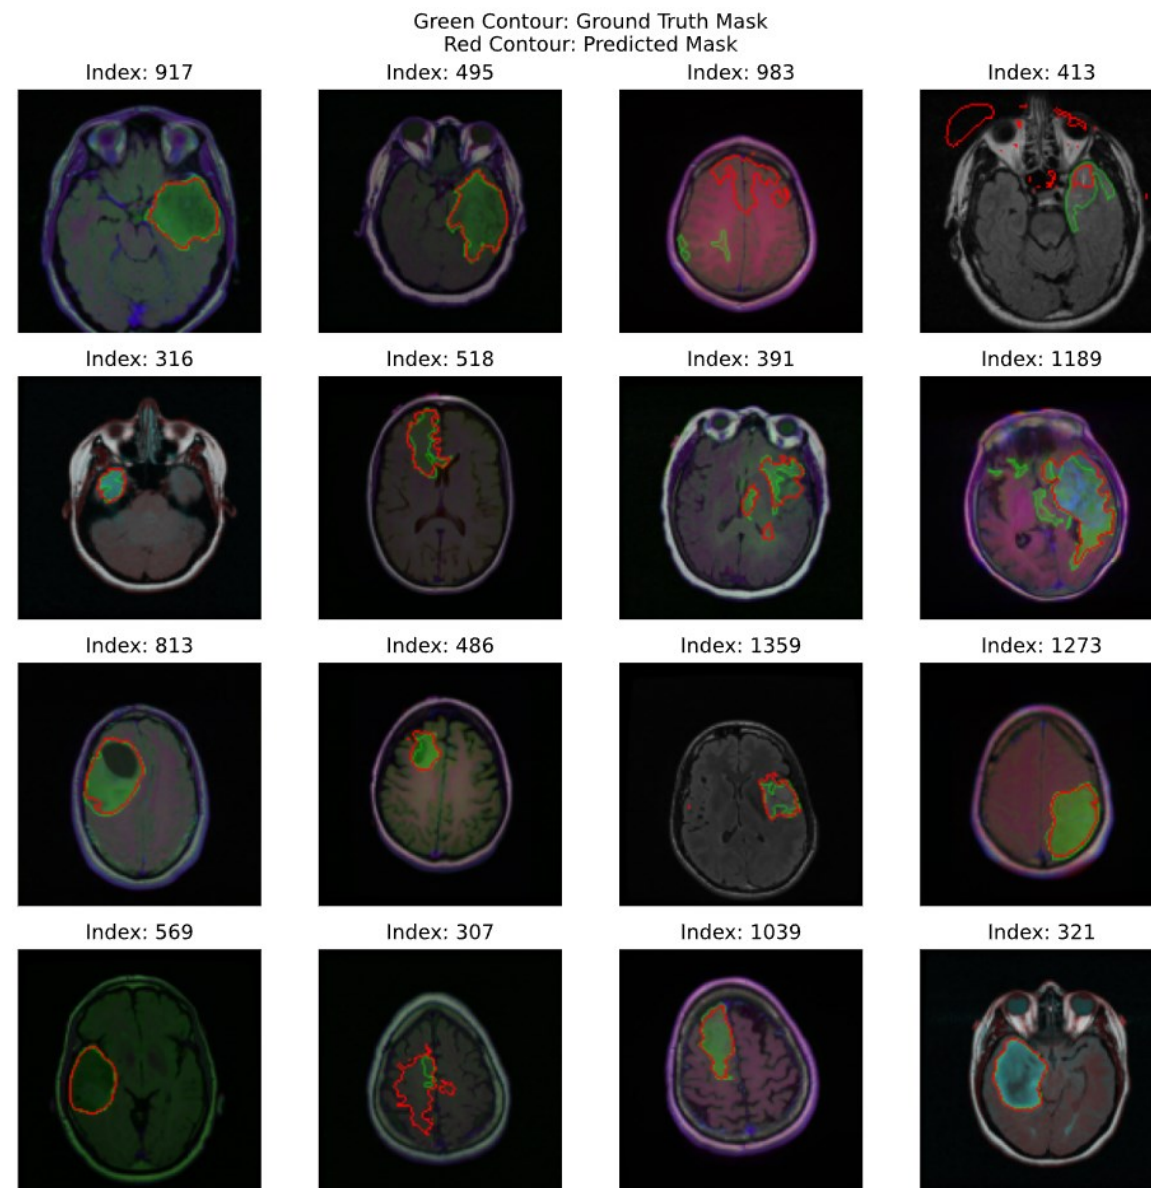 Green Contour: Ground Truth Mask
Red Contour: Predicted Mask
Index: 917
Index: 495
Index: 983
Index: 413
Index: 316
Index: 518
Index: 391
Index: 1189
Index: 813
Index: 486
Index: 1359
Index: 1273
Index: 569
Index: 307
Index: 1039
Index: 321